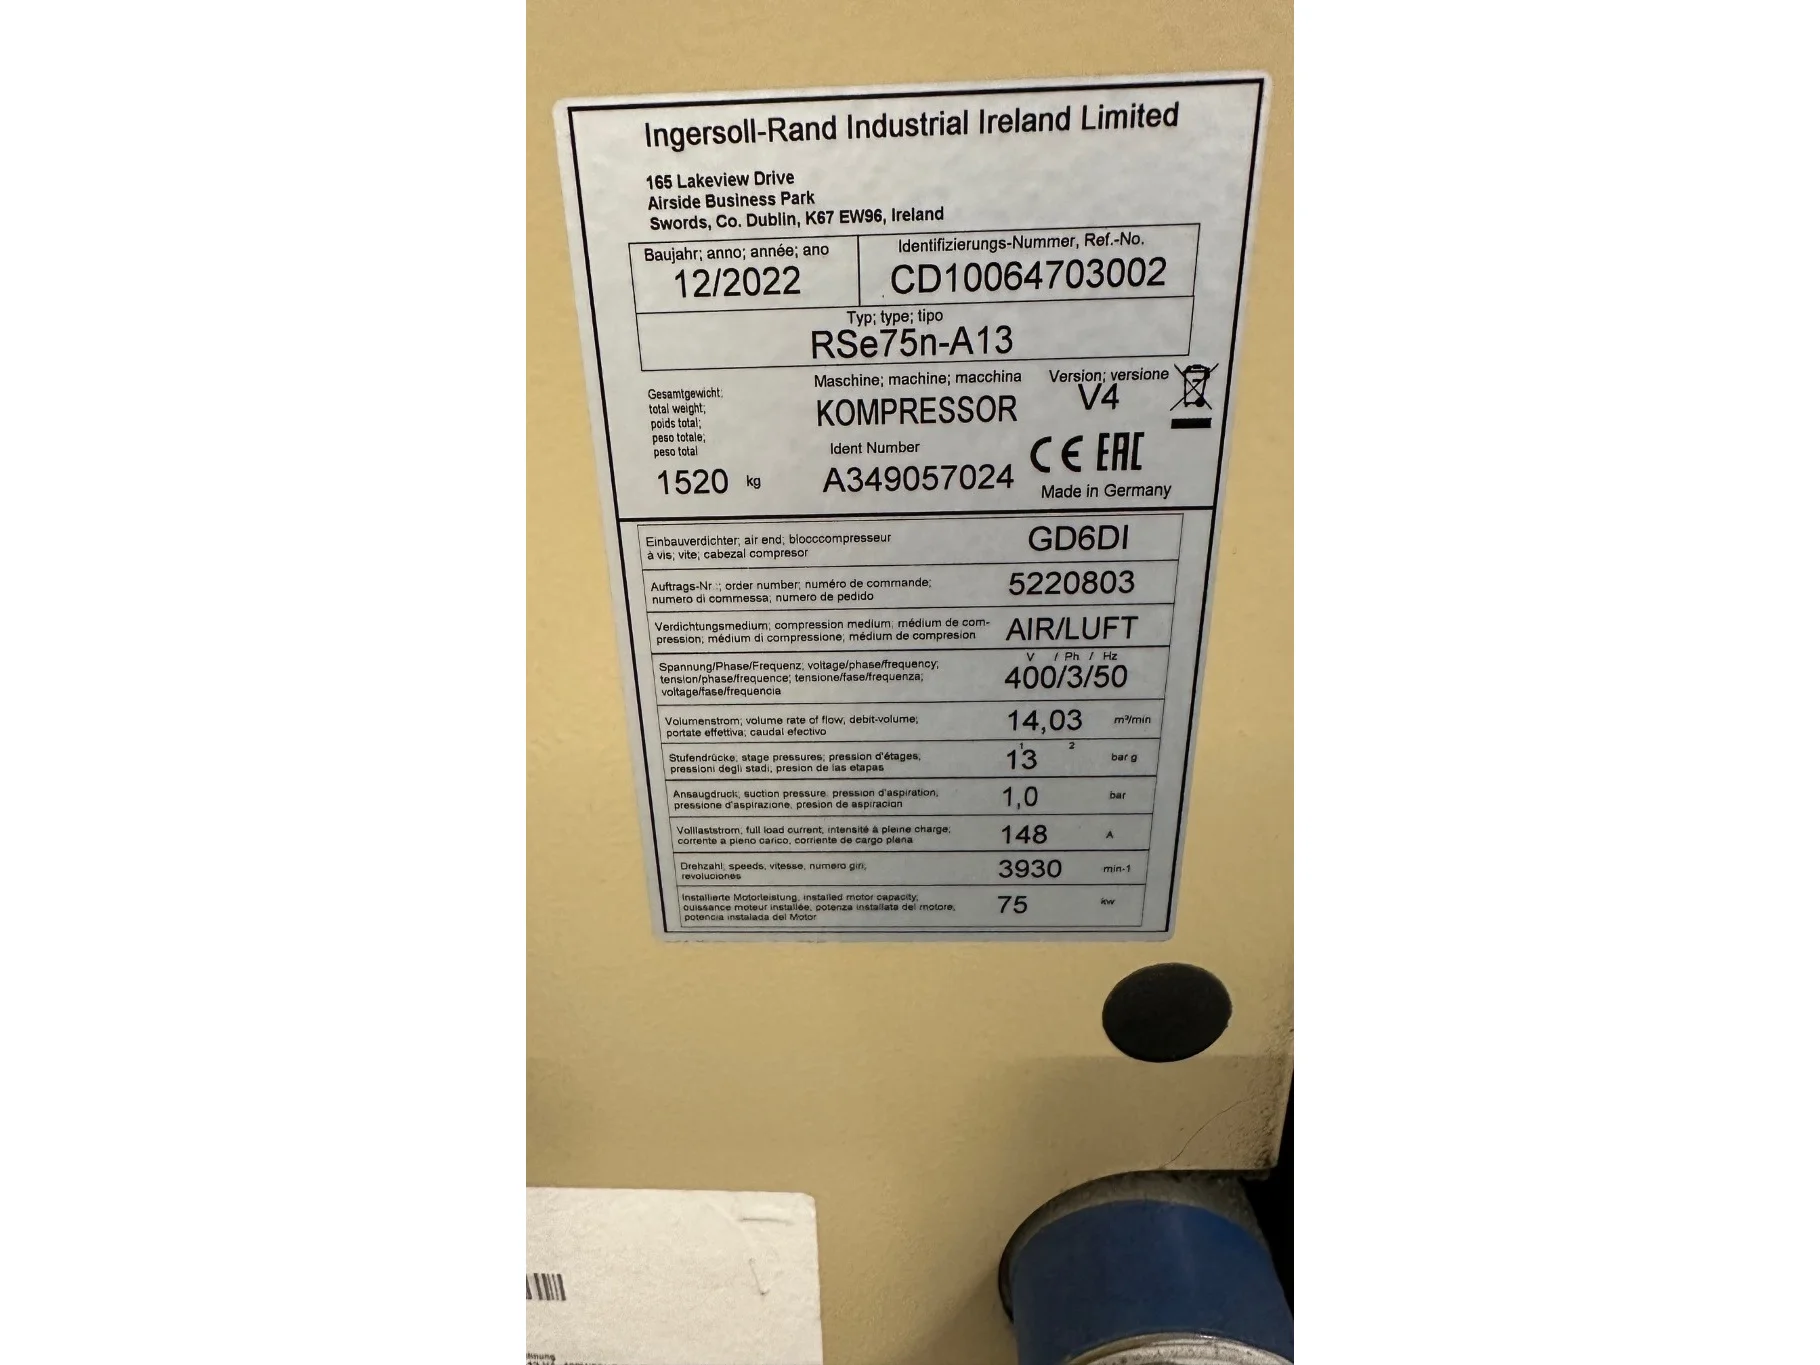 Ingersoll-Rand Industrial Ireland Limited
165 Lakeview Drive
Airside Business Park
Swords, Co. Dublin, K67 EW96, Ireland
Baujahr; anno; année; ano
12/2022
Identifizierungs-Nummer, Ref.-No.
CD10064703002
Typ; type; tipo
RSe75n-A13
Gesamtgewicht;
total weight;
poids total;
peso totale;
peso total
1520 kg
Maschine; machine; macchina
KOMPRESSOR
Version; versione
V4
Ident Number
A349057024
CE EAC
Made in Germany
Einbauverdichter; air end; blocccompresseur
à vis; vite; cabezal compresor
GD6DI
Auftrags-Nr.; order number; numéro de commande;
numero di commessa; numero de pedido
5220803
Verdichtungsmedium; compression medium; médium de com-
pression; médium di compressione; médium de compresion
AIR/LUFT
Spannung/Phase/Frequenz; voltage/phase/frequency;
tension/phase/frequence; tensione/fase/frequenza;
voltage/fase/frequencia
V / Ph / Hz
400/3/50
Volumenstrom; volume rate of flow, debit-volume;
portate effettiva; caudal efectivo
14,03 m³/min
Stufendrücke, stage pressures; pression d'étages;
pressioni degli stadi, presion de las etapas
1 2
13 bar g
Ansaugdruck, suction pressure, pression d'aspiration,
pressione d'aspirazione, presion de aspiracion
1,0 bar
Volllaststrom, full load current, intensité à pleine charge;
corrente a pieno carico, corriente de cargo plena
148 A
Drehzahl, speeds, vitesse, numero giri,
revoluciones
3930 min-1
Installierte Motorleistung, installed motor capacity,
puissance moteur installée, potenza installata del motore,
potencia instalada del Motor
75 kw